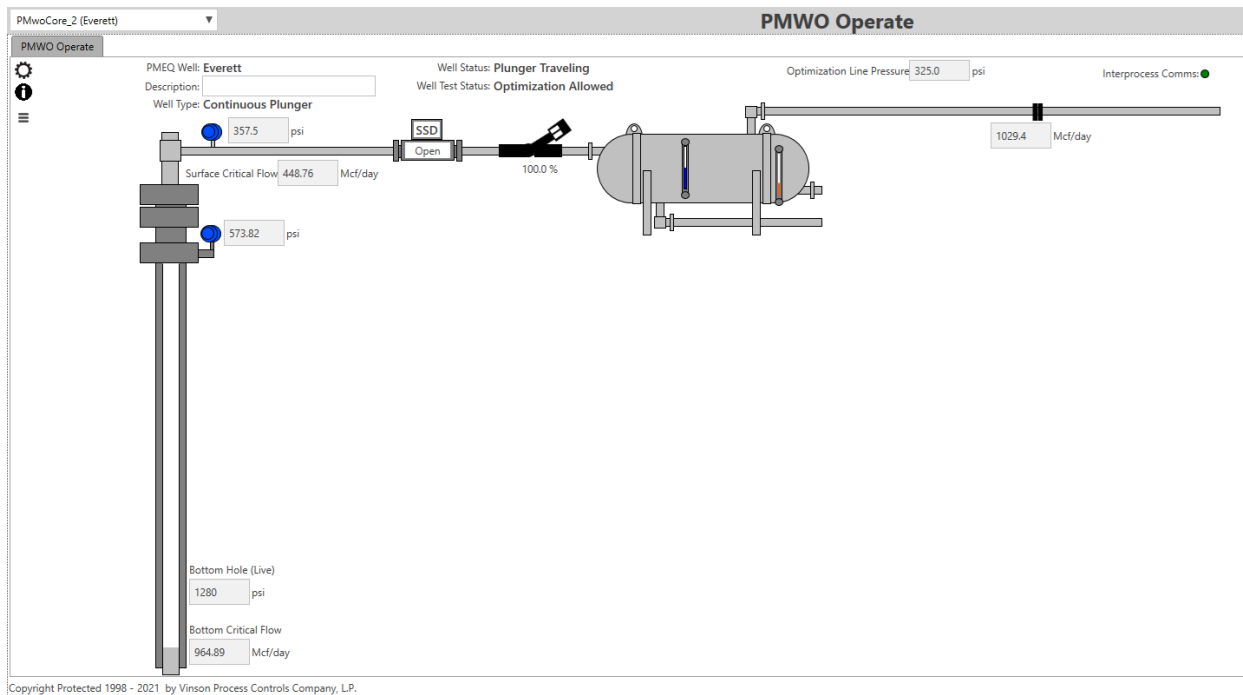 PMwoCore_2 (Everett)
PMWO Operate
PMWO Operate
PMEQ Well: Everett
Well Status: Plunger Traveling
Optimization Line Pressure 325.0 psi
Interprocess Comms:
Description:
Well Test Status: Optimization Allowed
Well Type: Continuous Plunger
357.5 psi
SSD
Open
100.0 %
1029.4 Mcf/day
Surface Critical Flow 448.76 Mcf/day
573.82 psi
Bottom Hole (Live)
1280 psi
Bottom Critical Flow
964.89 Mcf/day
Copyright Protected 1998 - 2021 by Vinson Process Controls Company, L.P.